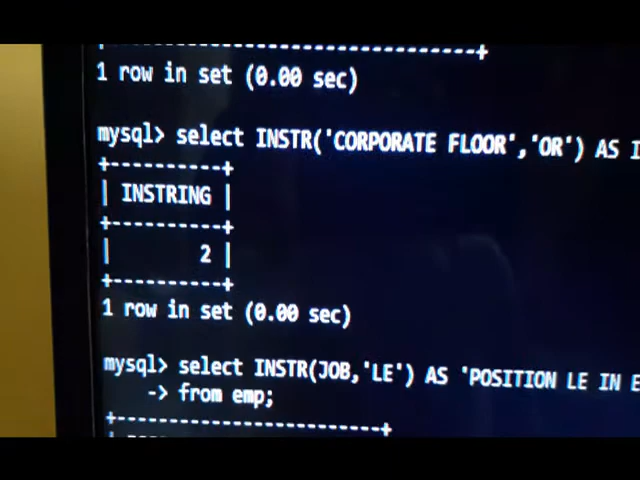 +
1 row in set (0.00 sec)
mysql> select INSTR('CORPORATE FLOOR','OR') AS I
+----------+
| INSTRING |
+----------+
|        2 |
+----------+
1 row in set (0.00 sec)
mysql> select INSTR(JOB,'LE') AS 'POSITION LE IN E
    -> from emp;
+------------------------+